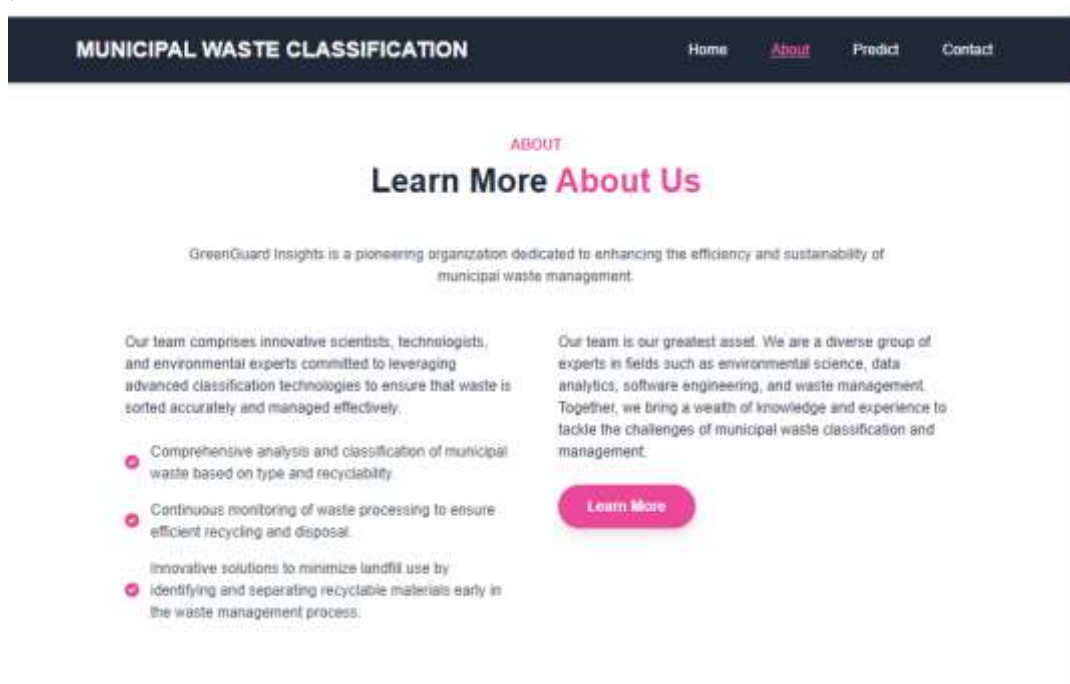 MUNICIPAL WASTE CLASSIFICATION
Home About Predict Contact
ABOUT
Learn More About Us
GreenGuard Insights is a pioneering organization dedicated to enhancing the efficiency and sustainability of
municipal waste management.
Our team comprises innovative scientists, technologists,
and environmental experts committed to leveraging
advanced classification technologies to ensure that waste is
sorted accurately and managed effectively.
Comprehensive analysis and classification of municipal
waste based on type and recyclability.
Continuous monitoring of waste processing to ensure
efficient recycling and disposal.
Innovative solutions to minimize landfill use by
identifying and separating recyclable materials early in
the waste management process.
Our team is our greatest asset. We are a diverse group of
experts in fields such as environmental science, data
analytics, software engineering, and waste management.
Together, we bring a wealth of knowledge and experience to
tackle the challenges of municipal waste classification and
management.
Learn More